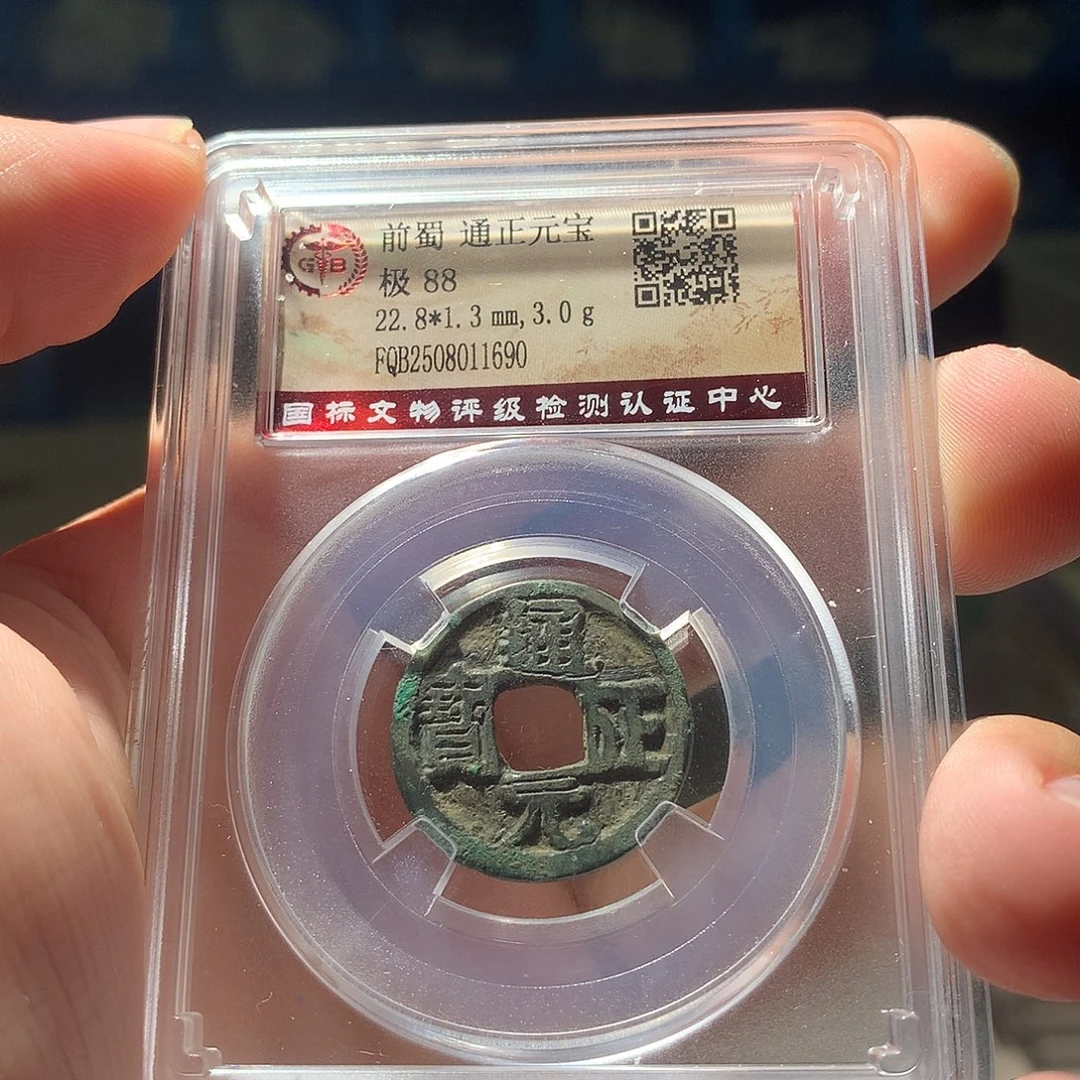 GB
前蜀 通正元宝
极 88
22.8*1.3 mm,3.0 g
FQB2508011690
国标文物评级检测认证中心
通
寶 正
元